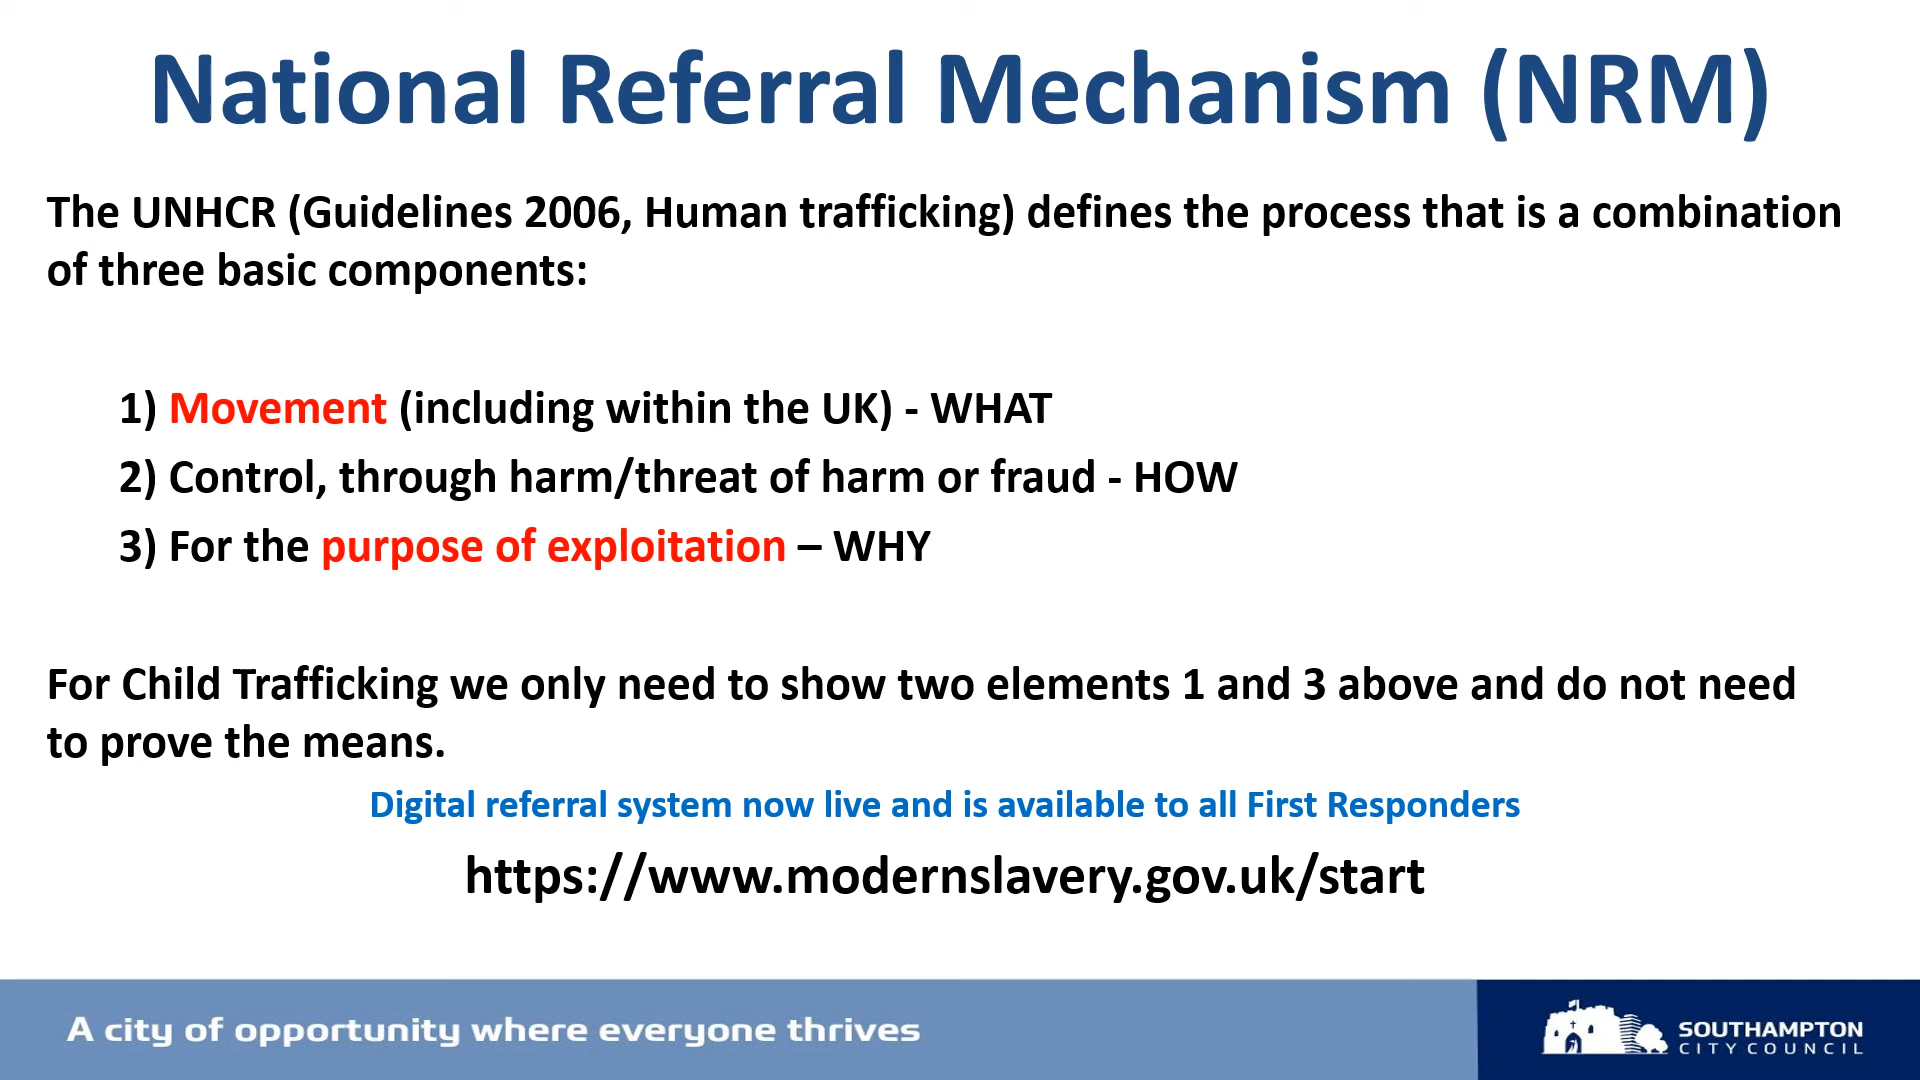 National Referral Mechanism (NRM)
The UNHCR (Guidelines 2006, Human trafficking) defines the process that is a combination
of three basic components:
1) Movement (including within the UK) - WHAT
2) Control, through harm/threat of harm or fraud - HOW
3) For the purpose of exploitation – WHY
For Child Trafficking we only need to show two elements 1 and 3 above and do not need
to prove the means.
Digital referral system now live and is available to all First Responders
https://www.modernslavery.gov.uk/start
A city of opportunity where everyone thrives
SOUTHAMPTON
CITY COUNCIL